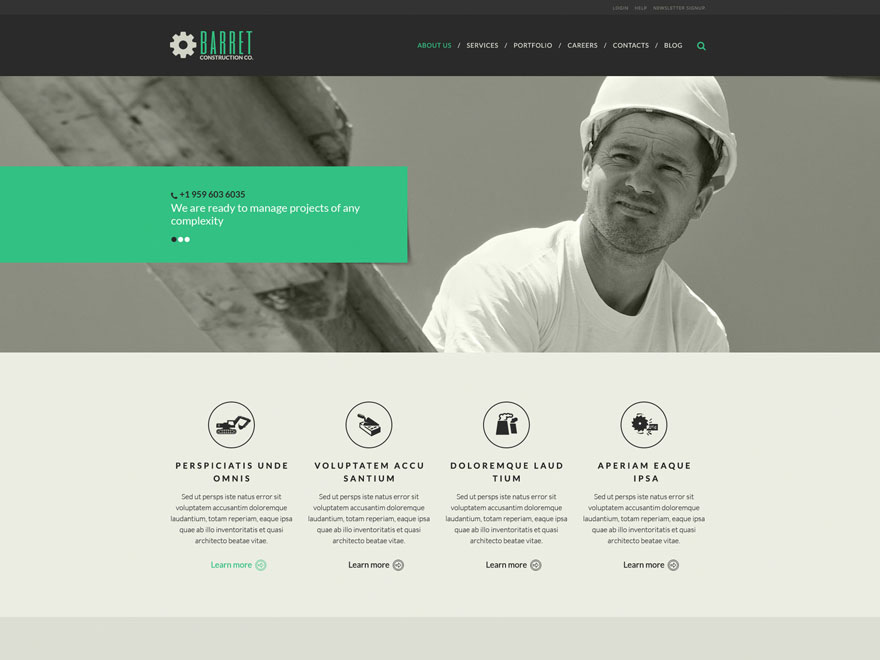 LOGIN HELP NEWSLETTER SIGNUP
BARRET
CONSTRUCTION CO.
ABOUT US / SERVICES / PORTFOLIO / CAREERS / CONTACTS / BLOG
+1 959 603 6035
We are ready to manage projects of any
complexity
PERSPICIATIS UNDE
OMNIS
Sed ut persps iste natus error sit
voluptatem accusantim doloremque
laudantium, totam reperiam, eaque ipsa
quae ab illo inventoritatis et quasi
architecto beatae vitae.
Learn more
VOLUPTATEM ACCU
SANTIUM
Sed ut persps iste natus error sit
voluptatem accusantim doloremque
laudantium, totam reperiam, eaque ipsa
quae ab illo inventoritatis et quasi
architecto beatae vitae.
Learn more
DOLOREMQUE LAUD
TIUM
Sed ut persps iste natus error sit
voluptatem accusantim doloremque
laudantium, totam reperiam, eaque ipsa
quae ab illo inventoritatis et quasi
architecto beatae vitae.
Learn more
APERIAM EAQUE
IPSA
Sed ut persps iste natus error sit
voluptatem accusantim doloremque
laudantium, totam reperiam, eaque ipsa
quae ab illo inventoritatis et quasi
architecto beatae vitae.
Learn more